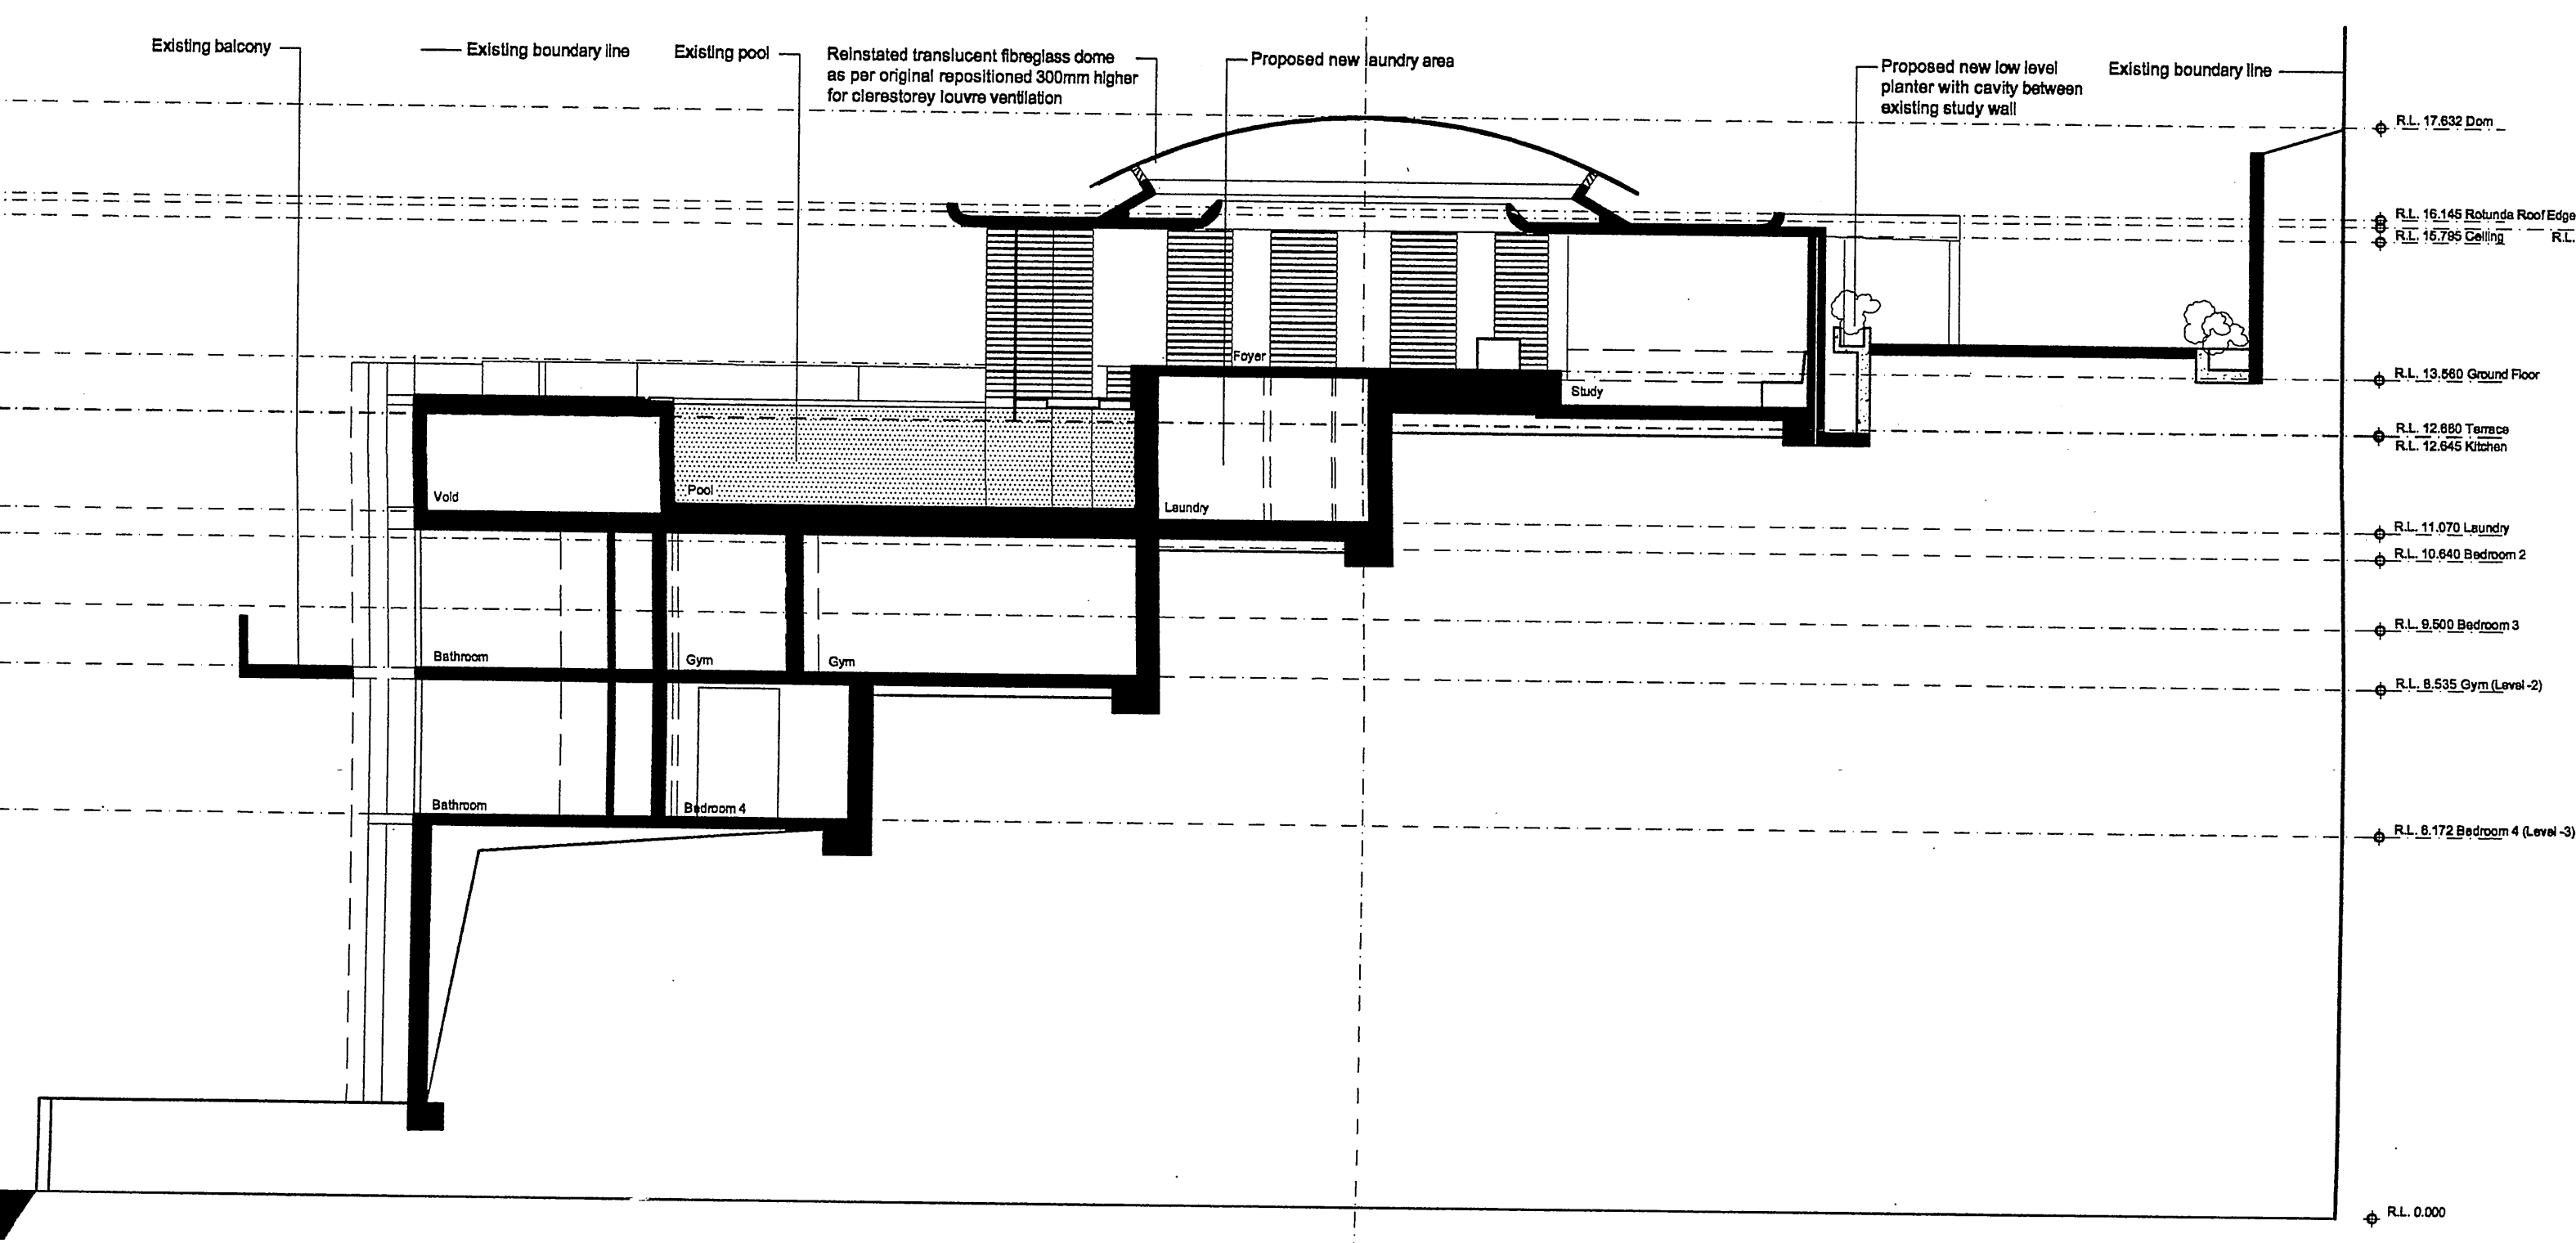 Existing balcony
Existing boundary line
Existing pool
Reinstated translucent fibreglass dome
as per original repositioned 300mm higher
for clerestorey louvre ventilation
Proposed new laundry area
Proposed new low level
planter with cavity between
existing study wall
Existing boundary line
R.L. 17.632 Dom
R.L. 16.145 Rotunda Roof Edge
R.L. 15.785 Ceiling
R.L.
Foyer
R.L. 13.560 Ground Floor
Study
R.L. 12.660 Terrace
R.L. 12.645 Kitchen
Void
Pool
Laundry
R.L. 11.070 Laundry
R.L. 10.640 Bedroom 2
R.L. 9.500 Bedroom 3
Bathroom
Gym
Gym
R.L. 8.535 Gym (Level -2)
Bathroom
Bedroom 4
R.L. 6.172 Bedroom 4 (Level -3)
R.L. 0.000